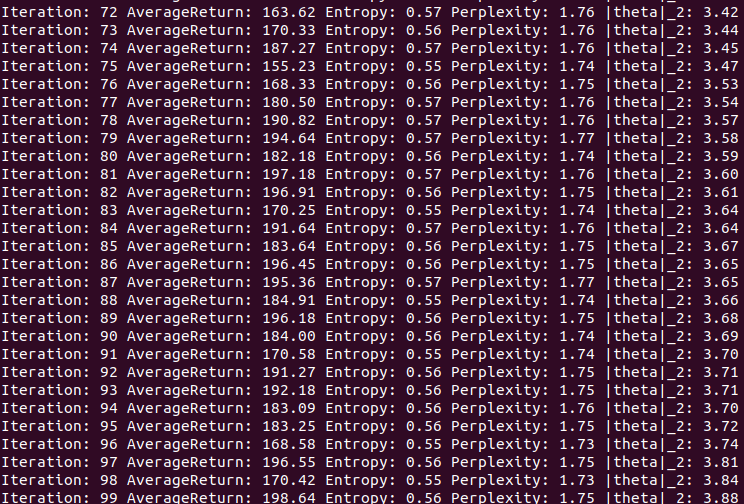 Iteration: 72 AverageReturn: 163.62 Entropy: 0.57 Perplexity: 1.76 |theta|_2: 3.42
Iteration: 73 AverageReturn: 170.33 Entropy: 0.56 Perplexity: 1.76 |theta|_2: 3.44
Iteration: 74 AverageReturn: 187.27 Entropy: 0.57 Perplexity: 1.76 |theta|_2: 3.45
Iteration: 75 AverageReturn: 155.23 Entropy: 0.55 Perplexity: 1.74 |theta|_2: 3.47
Iteration: 76 AverageReturn: 168.33 Entropy: 0.56 Perplexity: 1.75 |theta|_2: 3.53
Iteration: 77 AverageReturn: 180.50 Entropy: 0.57 Perplexity: 1.76 |theta|_2: 3.54
Iteration: 78 AverageReturn: 190.82 Entropy: 0.57 Perplexity: 1.76 |theta|_2: 3.57
Iteration: 79 AverageReturn: 194.64 Entropy: 0.57 Perplexity: 1.77 |theta|_2: 3.58
Iteration: 80 AverageReturn: 182.18 Entropy: 0.56 Perplexity: 1.74 |theta|_2: 3.59
Iteration: 81 AverageReturn: 197.18 Entropy: 0.57 Perplexity: 1.76 |theta|_2: 3.60
Iteration: 82 AverageReturn: 196.91 Entropy: 0.56 Perplexity: 1.75 |theta|_2: 3.61
Iteration: 83 AverageReturn: 170.25 Entropy: 0.55 Perplexity: 1.74 |theta|_2: 3.64
Iteration: 84 AverageReturn: 191.64 Entropy: 0.57 Perplexity: 1.76 |theta|_2: 3.64
Iteration: 85 AverageReturn: 183.64 Entropy: 0.56 Perplexity: 1.75 |theta|_2: 3.67
Iteration: 86 AverageReturn: 196.45 Entropy: 0.56 Perplexity: 1.75 |theta|_2: 3.65
Iteration: 87 AverageReturn: 195.36 Entropy: 0.57 Perplexity: 1.77 |theta|_2: 3.65
Iteration: 88 AverageReturn: 184.91 Entropy: 0.55 Perplexity: 1.74 |theta|_2: 3.66
Iteration: 89 AverageReturn: 196.18 Entropy: 0.56 Perplexity: 1.75 |theta|_2: 3.68
Iteration: 90 AverageReturn: 184.00 Entropy: 0.56 Perplexity: 1.74 |theta|_2: 3.69
Iteration: 91 AverageReturn: 170.58 Entropy: 0.55 Perplexity: 1.74 |theta|_2: 3.70
Iteration: 92 AverageReturn: 191.27 Entropy: 0.56 Perplexity: 1.75 |theta|_2: 3.71
Iteration: 93 AverageReturn: 192.18 Entropy: 0.56 Perplexity: 1.75 |theta|_2: 3.71
Iteration: 94 AverageReturn: 183.09 Entropy: 0.56 Perplexity: 1.76 |theta|_2: 3.70
Iteration: 95 AverageReturn: 183.25 Entropy: 0.56 Perplexity: 1.75 |theta|_2: 3.72
Iteration: 96 AverageReturn: 168.58 Entropy: 0.55 Perplexity: 1.73 |theta|_2: 3.74
Iteration: 97 AverageReturn: 196.55 Entropy: 0.56 Perplexity: 1.75 |theta|_2: 3.81
Iteration: 98 AverageReturn: 170.42 Entropy: 0.55 Perplexity: 1.73 |theta|_2: 3.84
Iteration: 99 AverageReturn: 198.64 Entropy: 0.56 Perplexity: 1.75 |theta|_2: 3.88